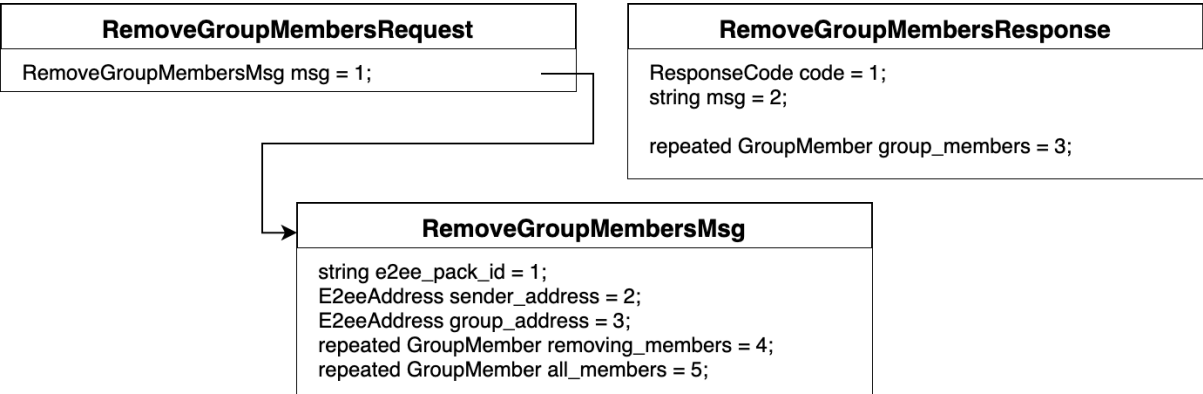 RemoveGroupMembersRequest
RemoveGroupMembersMsg msg = 1;
RemoveGroupMembersResponse
ResponseCode code = 1;
string msg = 2;
repeated GroupMember group_members = 3;
RemoveGroupMembersMsg
string e2ee_pack_id = 1;
E2eeAddress sender_address = 2;
E2eeAddress group_address = 3;
repeated GroupMember removing_members = 4;
repeated GroupMember all_members = 5;